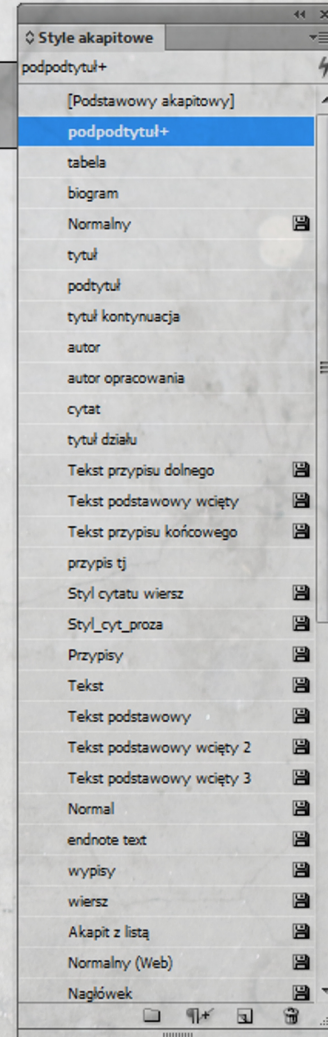 Style akapitowe
podpodtytuł+
[Podstawowy akapitowy]
podpodtytuł+
tabela
biogram
Normalny
tytuł
podtytuł
tytuł kontynuacja
autor
autor opracowania
cytat
tytuł działu
Tekst przypisu dolnego
Tekst podstawowy wcięty
Tekst przypisu końcowego
przypis tj
Styl cytatu wiersz
Styl_cyt_proza
Przypisy
Tekst
Tekst podstawowy
Tekst podstawowy wcięty 2
Tekst podstawowy wcięty 3
Normal
endnote text
wypisy
wiersz
Akapit z listą
Normalny (Web)
Nagłówek